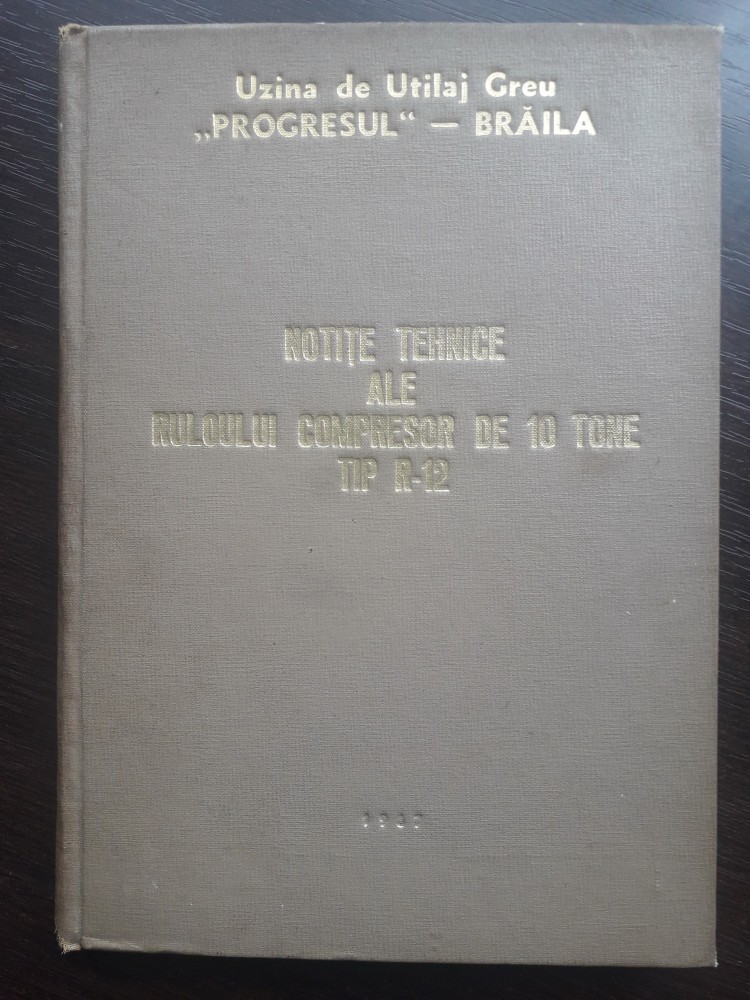 Uzina de Utilaj Greu
„PROGRESUL“ — BRĂILA
NOTIȚE TEHNICE
ALE
RULOULUI COMPRESOR DE 10 TONE
TIP R-12